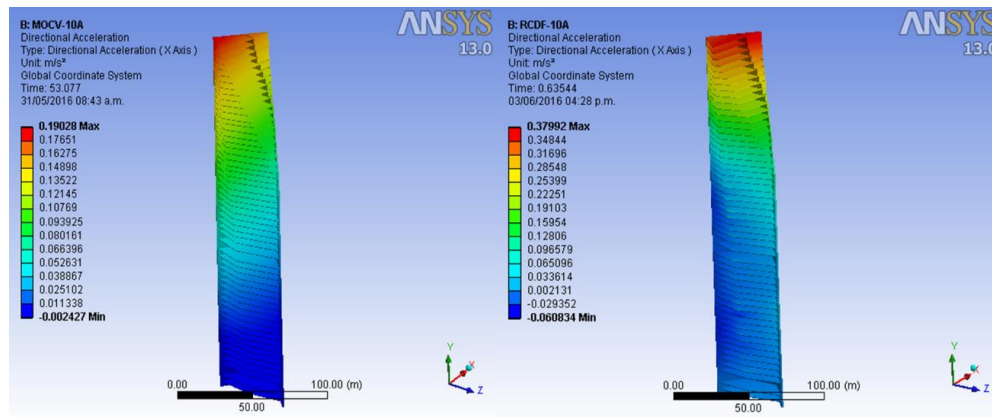 B: MOCV-10A
Directional Acceleration
Type: Directional Acceleration ( X Axis )
Unit: m/s²
Global Coordinate System
Time: 53.077
31/05/2016 08:43 a.m.
0.19028 Max
0.17651
0.16275
0.14898
0.13522
0.12145
0.10769
0.093925
0.080161
0.066396
0.052631
0.038867
0.025102
0.011338
-0.002427 Min
ANSYS
13.0
Y
X
Z
0.00
100.00 (m)
50.00
B: RCDF-10A
Directional Acceleration
Type: Directional Acceleration ( X Axis )
Unit: m/s²
Global Coordinate System
Time: 0.63544
03/06/2016 04:28 p.m.
0.37992 Max
0.34844
0.31696
0.28548
0.25399
0.22251
0.19103
0.15954
0.12806
0.096579
0.065096
0.033614
0.002131
-0.029352
-0.060834 Min
ANSYS
13.0
Y
X
Z
0.00
100.00 (m)
50.00